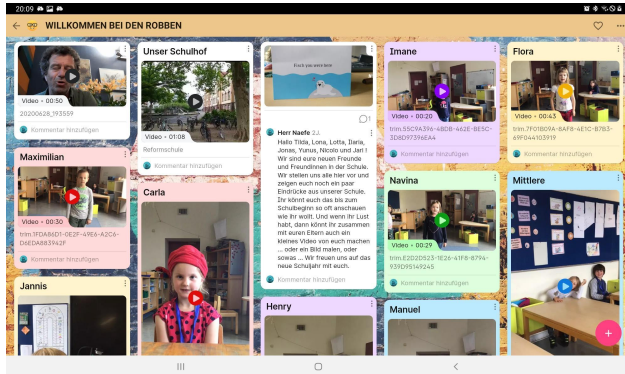 20:09
WILLKOMMEN BEI DEN ROBBEN
Video • 00:50
20200628_193559
Kommentar hinzufügen
Maximilian
Video • 00:30
trim.1FDA86D1-0E2F-49E6-A2C6-
D6EDA883942F
Kommentar hinzufügen
Jannis
Unser Schulhof
Video • 01:08
Reformschule
Kommentar hinzufügen
Carla
1
Herr Naefe 2J.
Hallo Tilda, Lona, Lotta, Ilaria,
Jonas, Yunus, Nicolo und Jari !
Wir sind eure neuen Freunde
und Freundinnen in der Schule.
Wir stellen uns alle hier vor und
zeigen euch noch ein paar
Eindrücke aus unserer Schule.
Ihr könnt euch das bis zum
Schulbeginn so oft anschauen
wie ihr wollt. Und wenn ihr Lust
habt, dann könnt ihr zusammen
mit euren Eltern auch ein
kleines Video von euch machen
... oder ein Bild malen, oder
sowas ... Wir freuen uns auf das
neue Schuljahr mit euch.
Kommentar hinzufügen
Henry
Imane
Video • 00:20
trim.55C9A396-4BDB-462E-BE5C-
3D8D97396EA4
Kommentar hinzufügen
Navina
Video • 00:29
trim.E2D2D523-1E26-41F8-8794-
939D95149245
Kommentar hinzufügen
Manuel
Flora
Video • 00:43
trim.7F01B09A-8AF8-4E1C-B7B3-
69F044103919
Kommentar hinzufügen
Mittlere